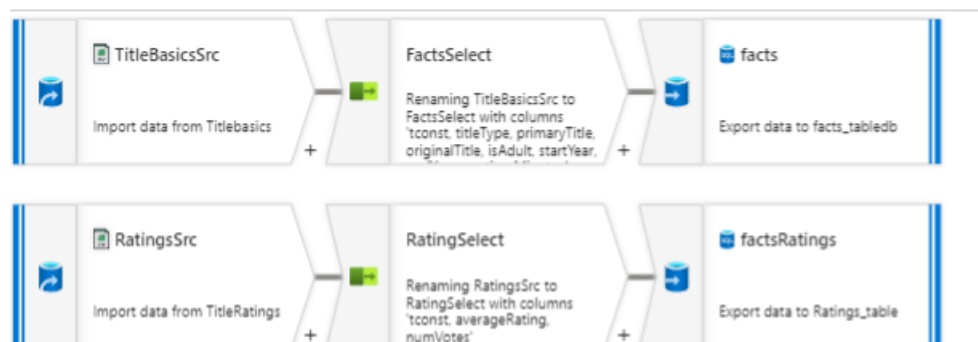 TitleBasicsSrc
Import data from Titlebasics
+
FactsSelect
Renaming TitleBasicsSrc to
FactsSelect with columns
'tconst, titleType, primaryTitle,
originalTitle, isAdult, startYear,
+
facts
Export data to facts_tabledb
RatingsSrc
Import data from TitleRatings
+
RatingSelect
Renaming RatingsSrc to
RatingSelect with columns
'tconst, averageRating,
numVotes'
+
factsRatings
Export data to Ratings_table